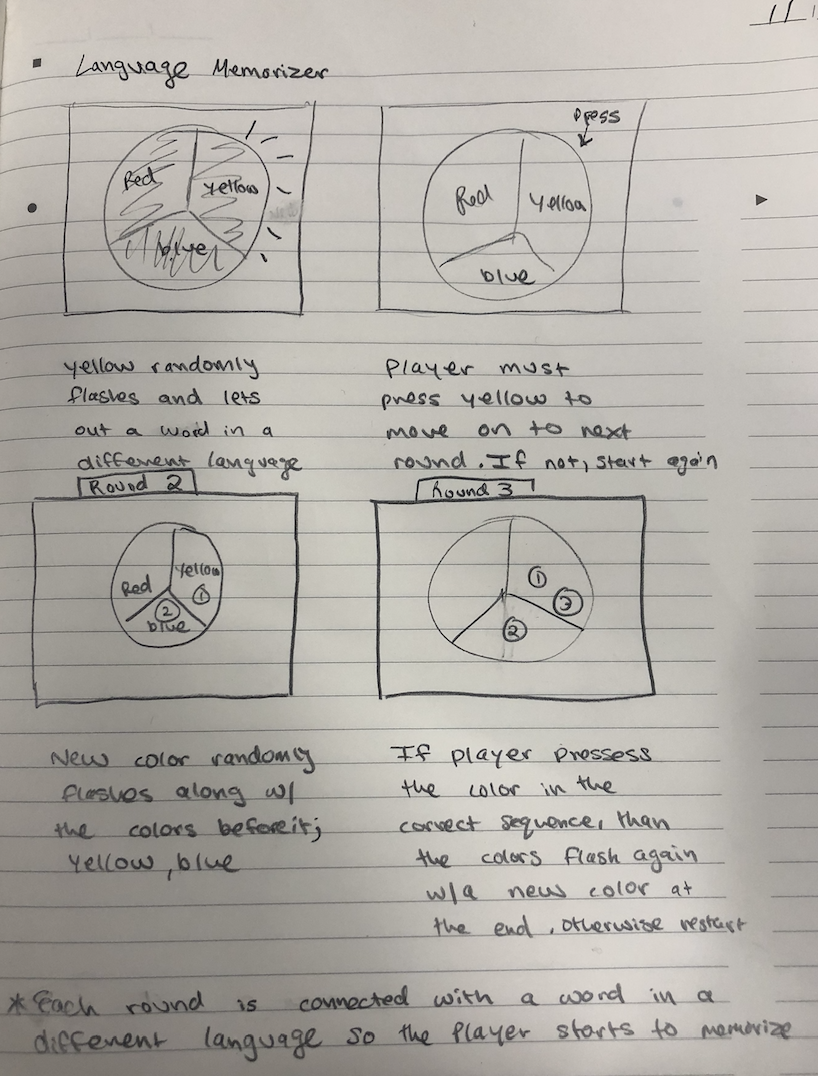 Language Memorizer
Red
yellow
blue
press
Red
Yellow
blue
yellow randomly
flashes and lets
out a word in a
different language
Player must
press yellow to
move on to next
round. If not, start again
Round 2
Red
Yellow
①
②
blue
Round 3
①
③
②
New color randomly
flashes along w/
the colors before it;
Yellow, blue
If player pressess
the color in the
correct sequence, than
the colors flash again
w/a new color at
the end, otherwise restart
*Each round is connected with a word in a
different language so the player starts to memorize